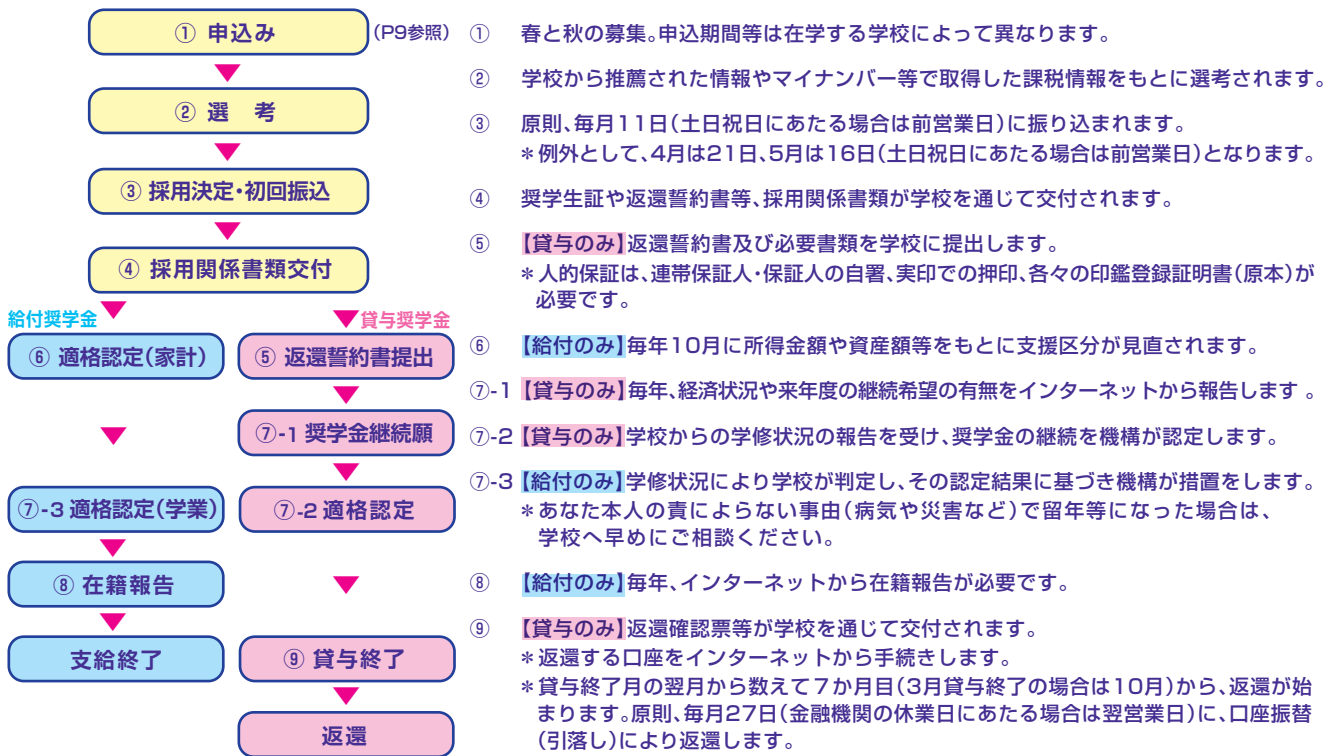 ① 申込み
(P9参照)
② 選　考
③ 採用決定・初回振込
④ 採用関係書類交付
給付奨学金
貸与奨学金
⑥ 適格認定(家計)
⑤ 返還誓約書提出
⑦-1 奨学金継続願
⑦-3 適格認定(学業)
⑦-2 適格認定
⑧ 在籍報告
支給終了
⑨ 貸与終了
返還
① 春と秋の募集。申込期間等は在学する学校によって異なります。
② 学校から推薦された情報やマイナンバー等で取得した課税情報をもとに選考されます。
③ 原則、毎月11日(土日祝日にあたる場合は前営業日)に振り込まれます。
＊例外として、4月は21日、5月は16日(土日祝日にあたる場合は前営業日)となります。
④ 奨学生証や返還誓約書等、採用関係書類が学校を通じて交付されます。
⑤ 【貸与のみ】返還誓約書及び必要書類を学校に提出します。
＊人的保証は、連帯保証人・保証人の自署、実印での押印、各々の印鑑登録証明書(原本)が
必要です。
⑥ 【給付のみ】毎年10月に所得金額や資産額等をもとに支援区分が見直されます。
⑦-1 【貸与のみ】毎年、経済状況や来年度の継続希望の有無をインターネットから報告します。
⑦-2 【貸与のみ】学校からの学修状況の報告を受け、奨学金の継続を機構が認定します。
⑦-3 【給付のみ】学修状況により学校が判定し、その認定結果に基づき機構が措置をします。
＊あなた本人の責によらない事由(病気や災害など)で留年等になった場合は、
学校へ早めにご相談ください。
⑧ 【給付のみ】毎年、インターネットから在籍報告が必要です。
⑨ 【貸与のみ】返還確認票等が学校を通じて交付されます。
＊返還する口座をインターネットから手続きします。
＊貸与終了月の翌月から数えて7か月目(3月貸与終了の場合は10月)から、返還が始
まります。原則、毎月27日(金融機関の休業日にあたる場合は翌営業日)に、口座振替
(引落し)により返還します。